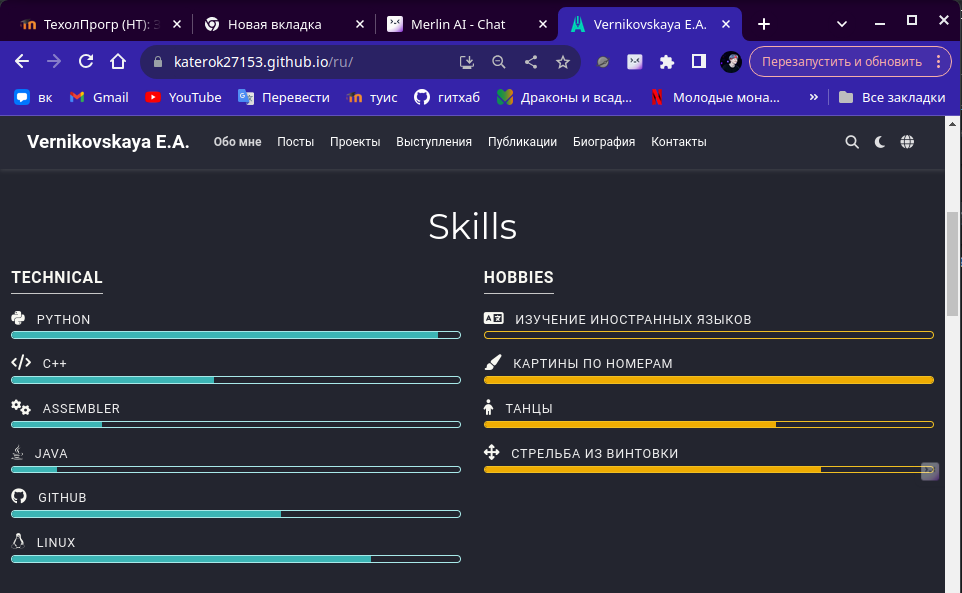 ТехолПрогр (НТ): З
Новая вкладка
Merlin AI - Chat
Vernikovskaya E.A.
katerok27153.github.io/ru/
Перезапустить и обновить
вк
Gmail
YouTube
Перевести
туис
гитхаб
Драконы и всад...
Молодые мона...
»
Все закладки
Vernikovskaya E.A.
Обо мне
Посты
Проекты
Выступления
Публикации
Биография
Контакты
Skills
TECHNICAL
PYTHON
C++
ASSEMBLER
JAVA
GITHUB
LINUX
HOBBIES
ИЗУЧЕНИЕ ИНОСТРАННЫХ ЯЗЫКОВ
КАРТИНЫ ПО НОМЕРАМ
ТАНЦЫ
СТРЕЛЬБА ИЗ ВИНТОВКИ